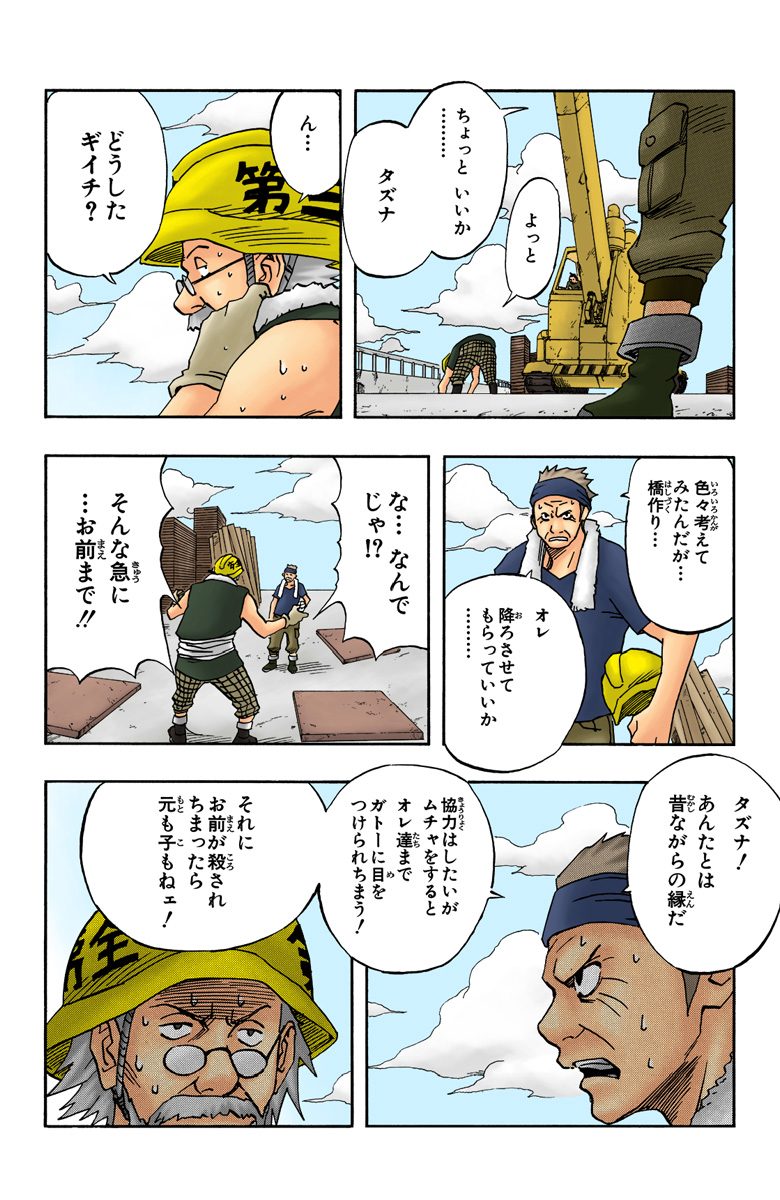 ちょっと いいか
………
タズナ
よっと
ん…
どうした
ギイチ？
色々考えて
みたんだが…
橋作り…
オレ
降ろさせて
もらっていいか
………
な… なんで
じゃ!?
そんな急に
…お前まで!!
タズナ！
あんたとは
昔ながらの縁だ
協力はしたいが
ムチャをすると
オレ達まで
ガトーに目を
つけられちまう！
それに
お前が殺され
ちまったら
元も子もねェ！